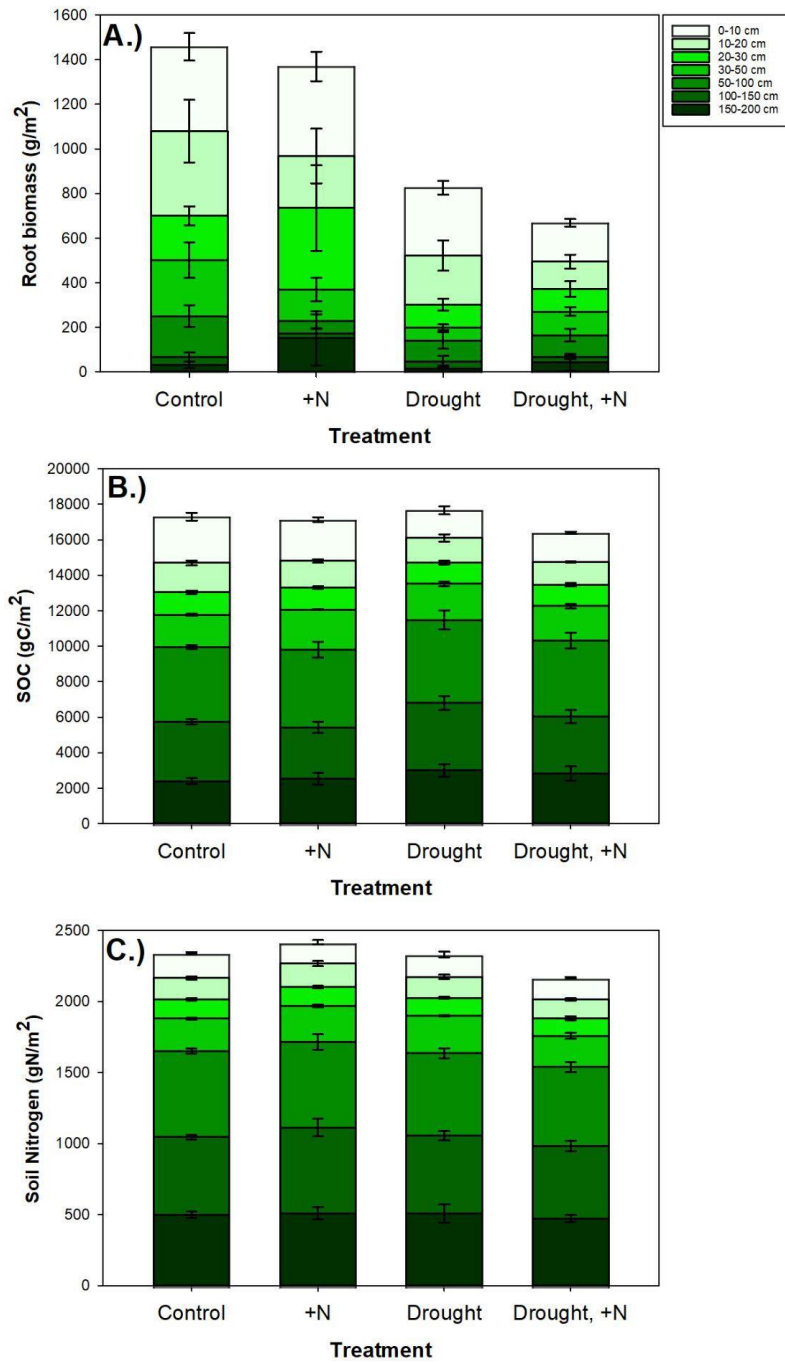 A.)
1600
1400
1200
1000
800
600
400
200
0
Root biomass (g/m²)
Control +N Drought Drought, +N
Treatment
0-10 cm
10-20 cm
20-30 cm
30-50 cm
50-100 cm
100-150 cm
150-200 cm
B.)
20000
18000
16000
14000
12000
10000
8000
6000
4000
2000
0
SOC (gC/m²)
Control +N Drought Drought, +N
Treatment
C.)
2500
2000
1500
1000
500
0
Soil Nitrogen (gN/m²)
Control +N Drought Drought, +N
Treatment